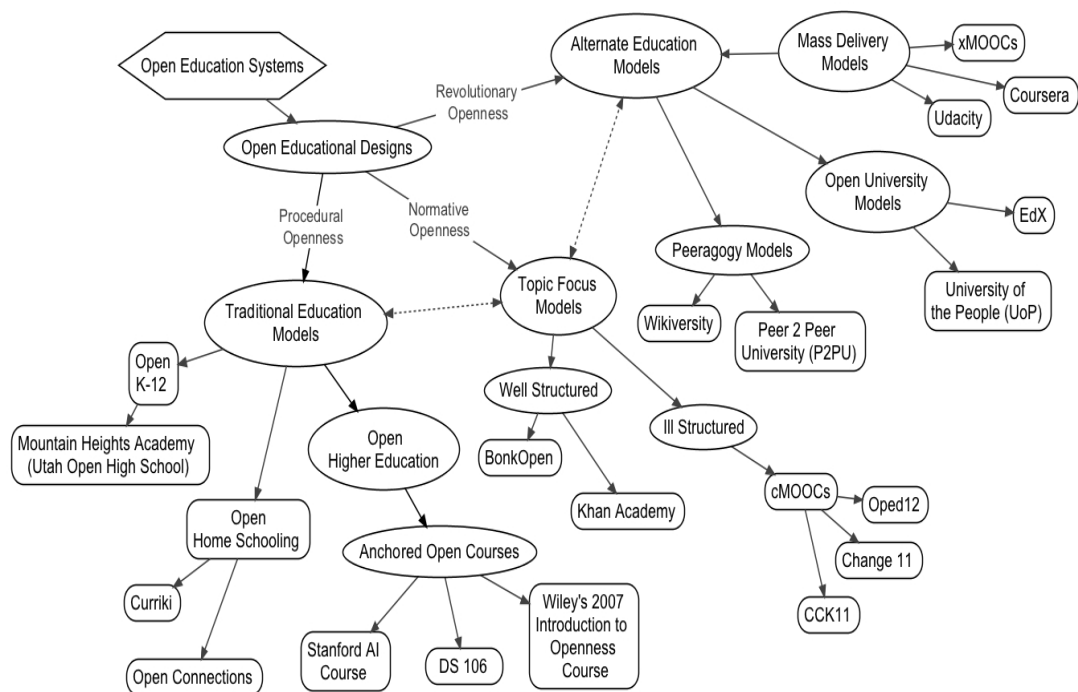 Open Education Systems
Alternate Education
Models
Mass Delivery
Models
xMOOCs
Coursera
Udacity
Revolutionary
Openness
Open Educational Designs
Open University
Models
EdX
Procedural
Openness
Normative
Openness
Peeragogy Models
University of
the People (UoP)
Traditional Education
Models
Topic Focus
Models
Wikiversity
Peer 2 Peer
University (P2PU)
Open
K-12
Well Structured
Ill Structured
Mountain Heights Academy
(Utah Open High School)
Open
Higher Education
BonkOpen
Khan Academy
cMOOCs
Oped12
Open
Home Schooling
Anchored Open Courses
Change 11
Curriki
CCK11
Stanford AI
Course
DS 106
Wiley's 2007
Introduction to
Openness
Course
Open Connections